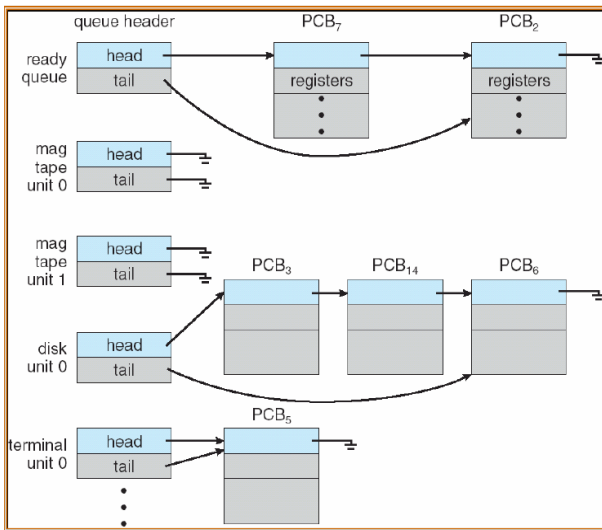 queue header PCB7 PCB2
ready queue head
tail
registers registers
mag tape unit 0 head
tail
mag tape unit 1 head
tail
PCB3 PCB14 PCB6
disk unit 0 head
tail
PCB5
terminal unit 0 head
tail